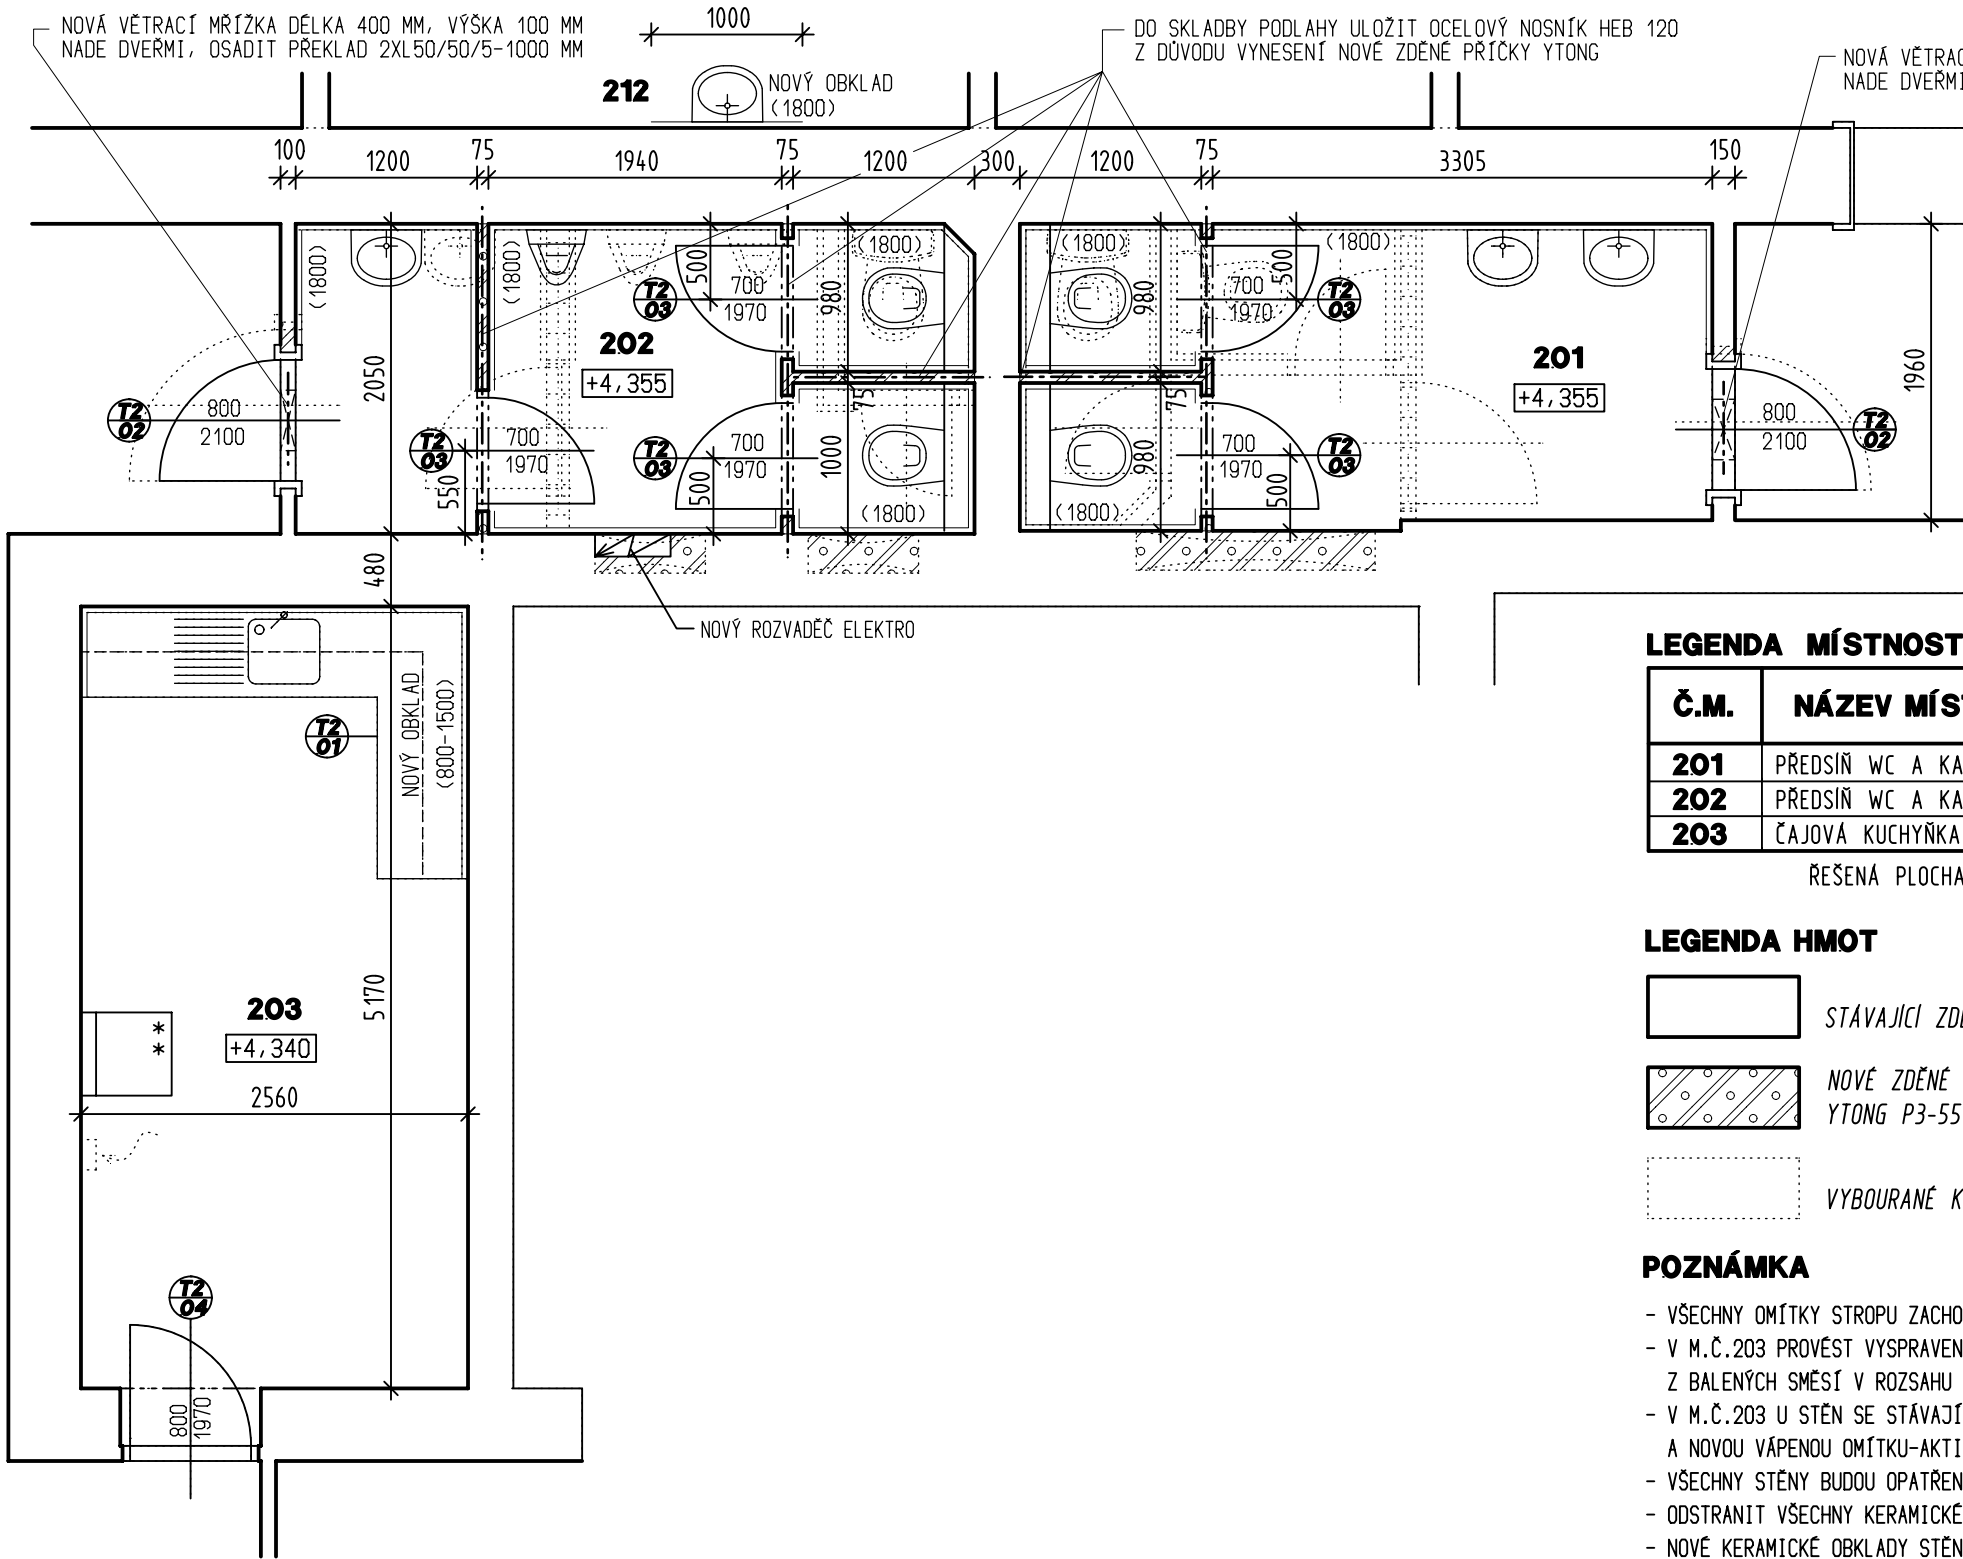 NOVÁ VĚTRACÍ MŘÍŽKA DÉLKA 400 MM, VÝŠKA 100 MM
NADE DVEŘMI, OSADIT PŘEKLAD 2XL50/50/5-1000 MM
1000
212
NOVÝ OBKLAD
(1800)
DO SKLADBY PODLAHY ULOŽIT OCELOVÝ NOSNÍK HEB 120
Z DŮVODU VYNESENÍ NOVÉ ZDĚNÉ PŘÍČKY YTONG
NOVÁ VĚTRAC
NADE DVEŘMI
100
1200
75
1940
75
1200
300
1200
75
3305
150
(1800)
(1800)
(1800)
(1800)
(1800)
500
700
1970
T2
03
980
980
700
1970
500
T2
03
202
+4,355
201
+4,355
2050
1960
75
75
T2
02
800
2100
T2
03
700
1970
550
T2
03
700
1970
500
1000
(1800)
980
(1800)
700
1970
500
T2
03
800
2100
T2
02
480
NOVÝ ROZVADĚČ ELEKTRO
NOVÝ OBKLAD
(800-1500)
T2
01
5170
203
+4,340
2560
T2
04
800
1970
LEGENDA MÍSTNOST
Č.M.
NÁZEV MÍS
201
PŘEDSÍŇ WC A KA
202
PŘEDSÍŇ WC A KA
203
ČAJOVÁ KUCHYŇKA
ŘEŠENÁ PLOCHA
LEGENDA HMOT
STÁVAJÍCÍ ZD
NOVÉ ZDĚNÉ
YTONG P3-55
VYBOURANÉ K
POZNÁMKA
- VŠECHNY OMÍTKY STROPU ZACHO
- V M.Č.203 PROVÉST VYSPRAVEN
Z BALENÝCH SMĚSÍ V ROZSAHU
- V M.Č.203 U STĚN SE STÁVAJÍ
A NOVOU VÁPENOU OMÍTKU-AKTI
- VŠECHNY STĚNY BUDOU OPATŘEN
- ODSTRANIT VŠECHNY KERAMICKÉ
- NOVÉ KERAMICKÉ OBKLADY STĚN